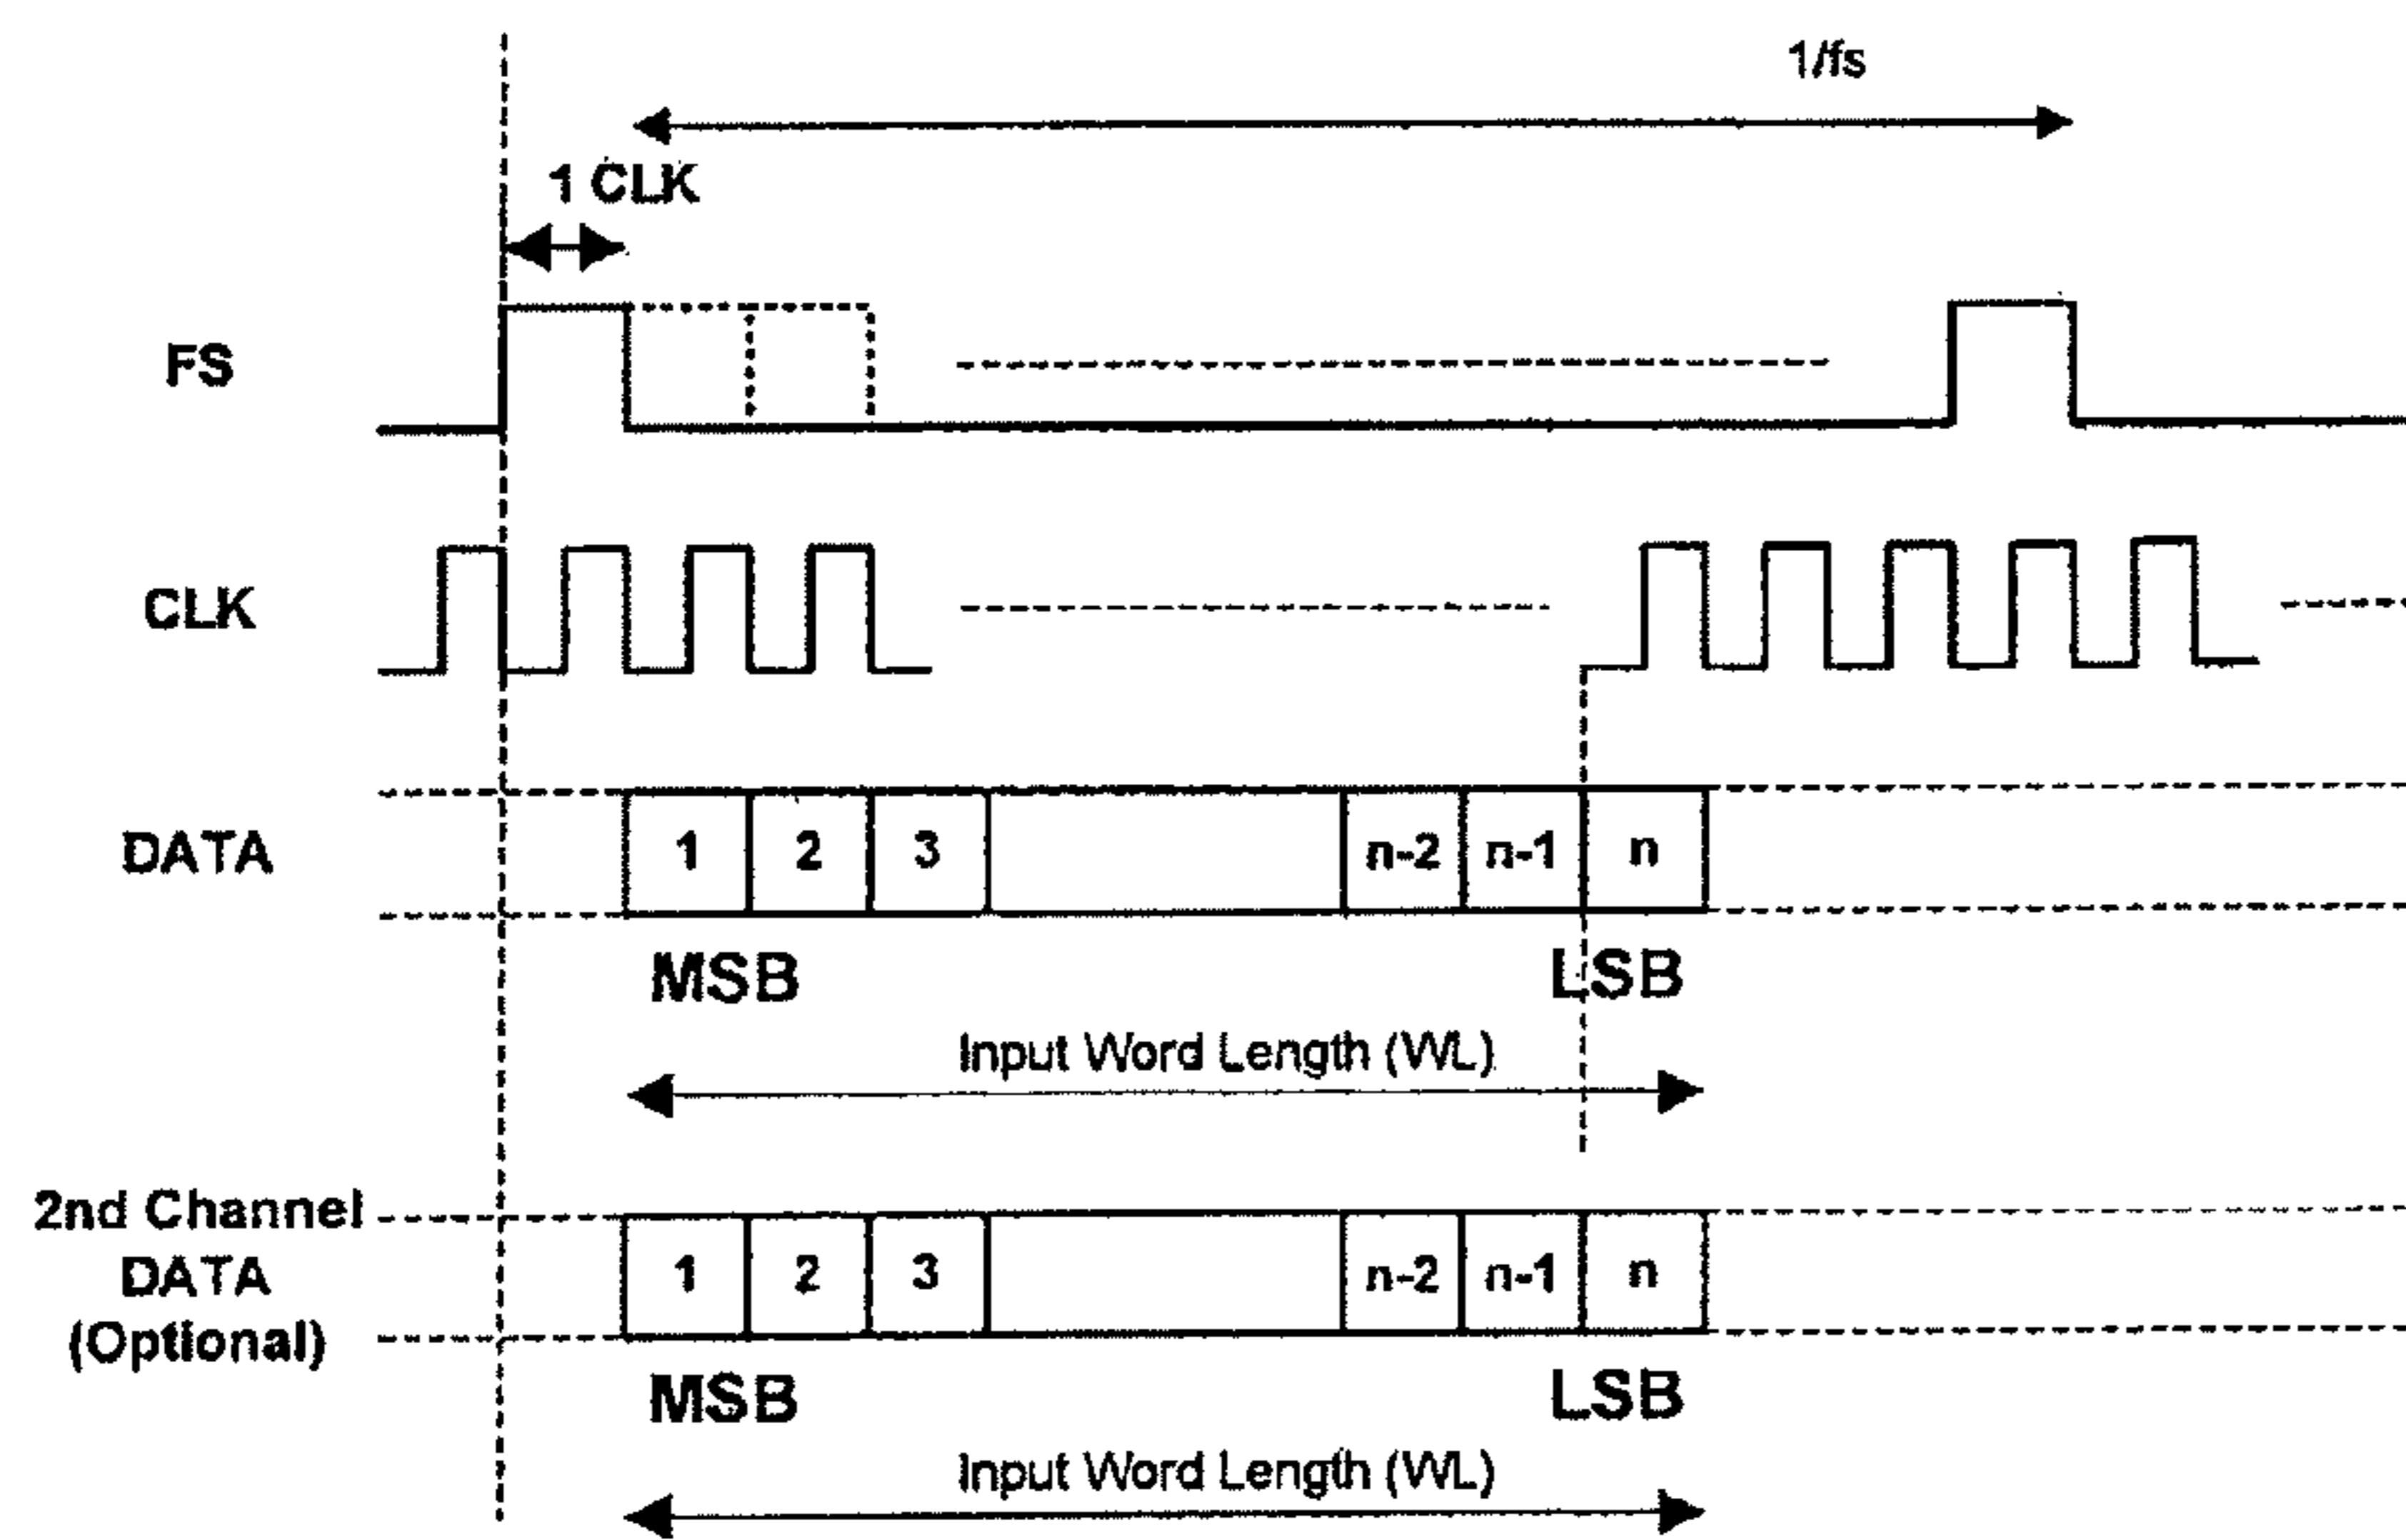 1/fs
1 CLK
FS
CLK
DATA
1 2 3 n-2 n-1 n
MSB LSB
Input Word Length (WL)
2nd Channel
DATA
(Optional)
1 2 3 n-2 n-1 n
MSB LSB
Input Word Length (WL)